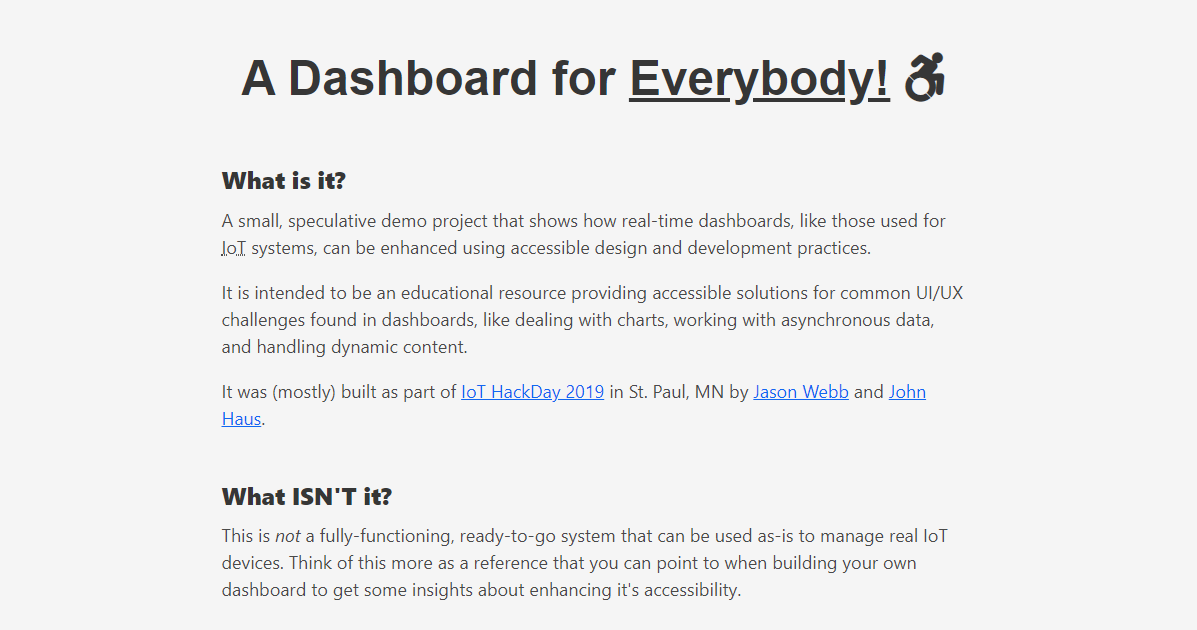 A Dashboard for Everybody!
What is it?
A small, speculative demo project that shows how real-time dashboards, like those used for
IoT systems, can be enhanced using accessible design and development practices.
It is intended to be an educational resource providing accessible solutions for common UI/UX
challenges found in dashboards, like dealing with charts, working with asynchronous data,
and handling dynamic content.
It was (mostly) built as part of IoT HackDay 2019 in St. Paul, MN by Jason Webb and John
Haus.
What ISN'T it?
This is not a fully-functioning, ready-to-go system that can be used as-is to manage real IoT
devices. Think of this more as a reference that you can point to when building your own
dashboard to get some insights about enhancing it's accessibility.